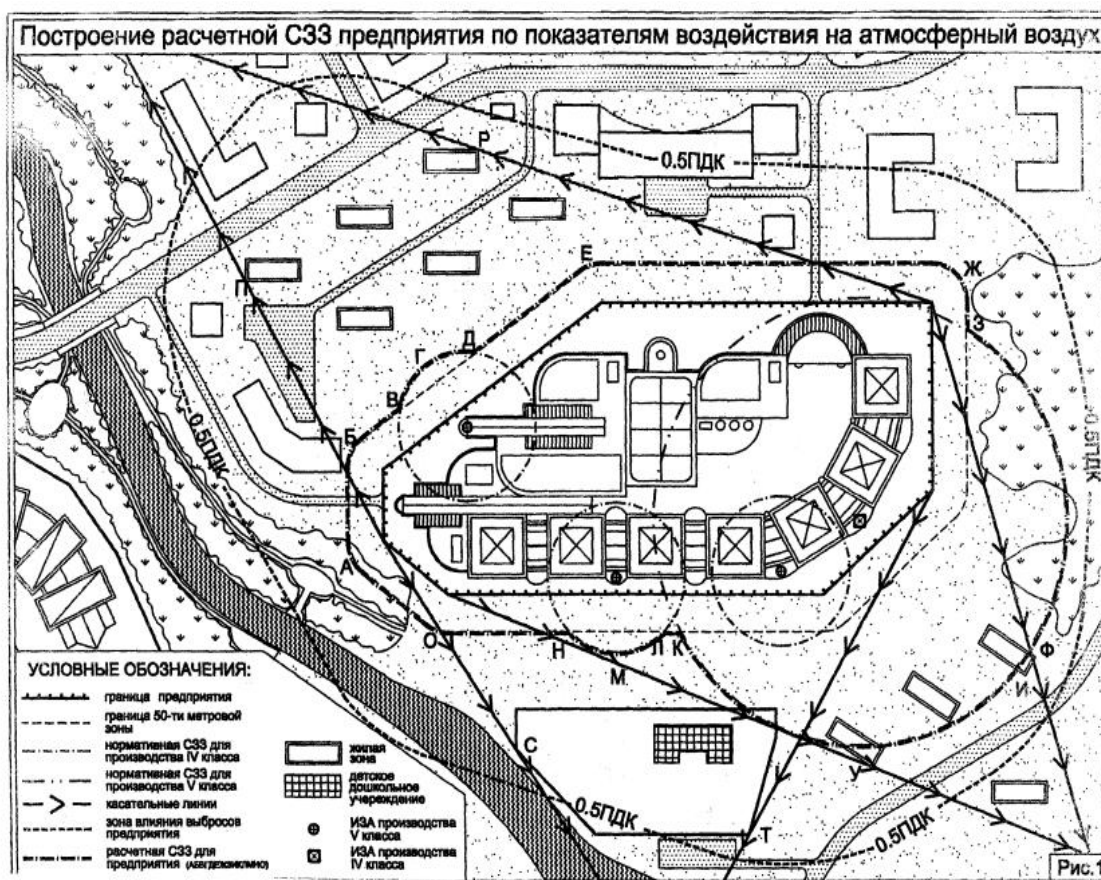 Построение расчетной СЗЗ предприятия по показателям воздействия на атмосферный воздух
Р
0.5ПДК
Е
Ж
П
З
Д
Г
В
Б
0.5ПДК
0.5ПДК
А
О
Н
Л
К
М
Ф
И
С
У
Т
0.5ПДК
0.5ПДК
УСЛОВНЫЕ ОБОЗНАЧЕНИЯ:
граница предприятия
граница 50-ти метровой
зоны
нормативная СЗЗ для
производства IV класса
нормативная СЗЗ для
производства V класса
касательные линии
зона влияния выбросов
предприятия
расчетная СЗЗ для
предприятия
жилая
зона
детское
дошкольное
учереждение
ИЗА производства
V класса
ИЗА производства
IV класса
Рис.1